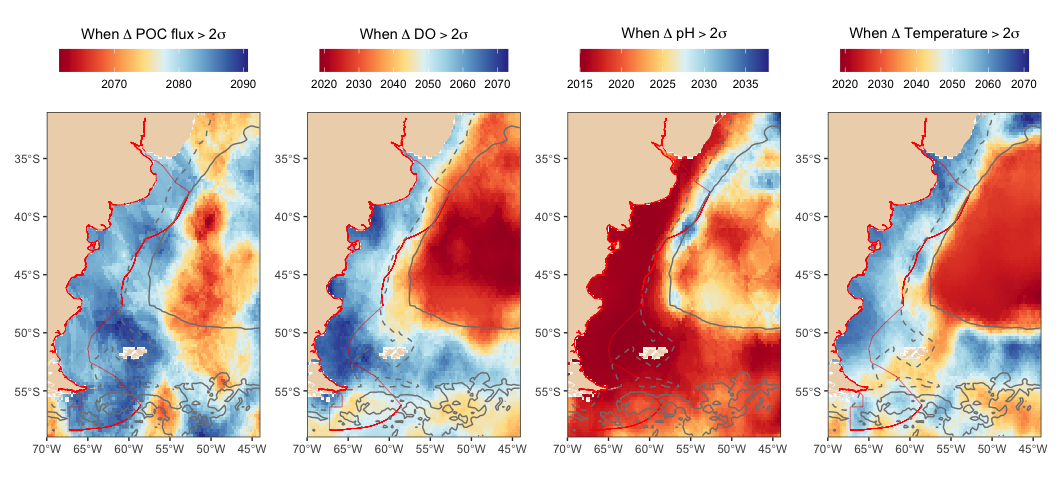 When Δ POC flux > 2σ
When Δ DO > 2σ
When Δ pH > 2σ
When Δ Temperature > 2σ
2070 2080 2090
2020 2030 2040 2050 2060 2070
2015 2020 2025 2030 2035
2020 2030 2040 2050 2060 2070
35°S 35°S 35°S 35°S
40°S 40°S 40°S 40°S
45°S 45°S 45°S 45°S
50°S 50°S 50°S 50°S
55°S 55°S 55°S 55°S
70°W 65°W 60°W 55°W 50°W 45°W
70°W 65°W 60°W 55°W 50°W 45°W
70°W 65°W 60°W 55°W 50°W 45°W
70°W 65°W 60°W 55°W 50°W 45°W